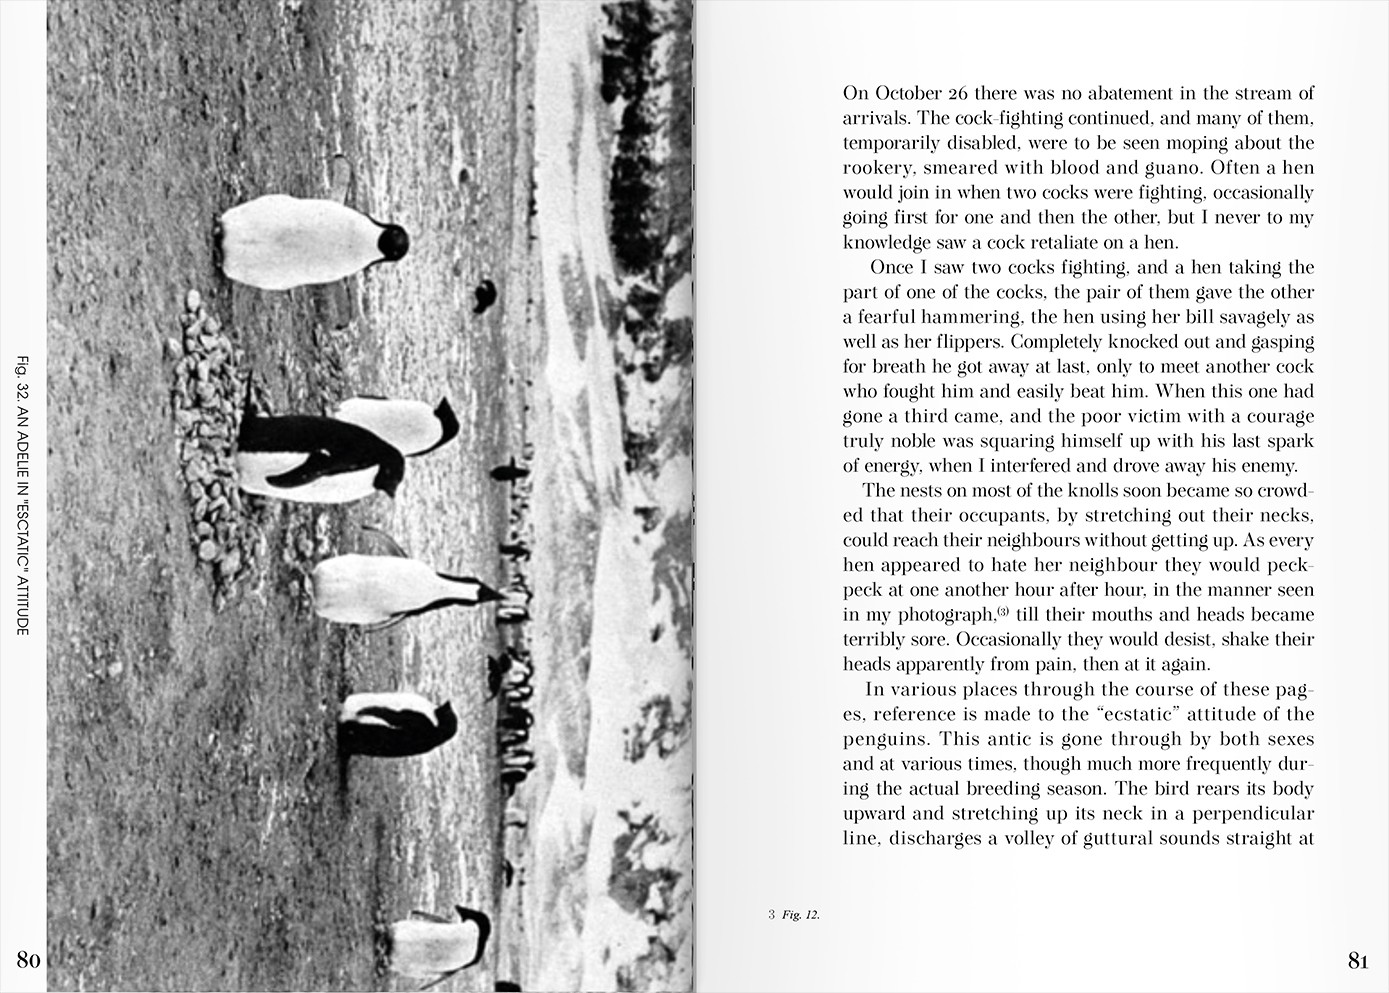 Fig. 32. AN ADELIE IN "ESCTATIC" ATTITUDE
80
On October 26 there was no abatement in the stream of
arrivals. The cock-fighting continued, and many of them,
temporarily disabled, were to be seen moping about the
rookery, smeared with blood and guano. Often a hen
would join in when two cocks were fighting, occasionally
going first for one and then the other, but I never to my
knowledge saw a cock retaliate on a hen.
Once I saw two cocks fighting, and a hen taking the
part of one of the cocks, the pair of them gave the other
a fearful hammering, the hen using her bill savagely as
well as her flippers. Completely knocked out and gasping
for breath he got away at last, only to meet another cock
who fought him and easily beat him. When this one had
gone a third came, and the poor victim with a courage
truly noble was squaring himself up with his last spark
of energy, when I interfered and drove away his enemy.
The nests on most of the knolls soon became so crowd-
ed that their occupants, by stretching out their necks,
could reach their neighbours without getting up. As every
hen appeared to hate her neighbour they would peck-
peck at one another hour after hour, in the manner seen
in my photograph,(3) till their mouths and heads became
terribly sore. Occasionally they would desist, shake their
heads apparently from pain, then at it again.
In various places through the course of these pag-
es, reference is made to the “ecstatic” attitude of the
penguins. This antic is gone through by both sexes
and at various times, though much more frequently dur-
ing the actual breeding season. The bird rears its body
upward and stretching up its neck in a perpendicular
line, discharges a volley of guttural sounds straight at
3 Fig. 12.
81